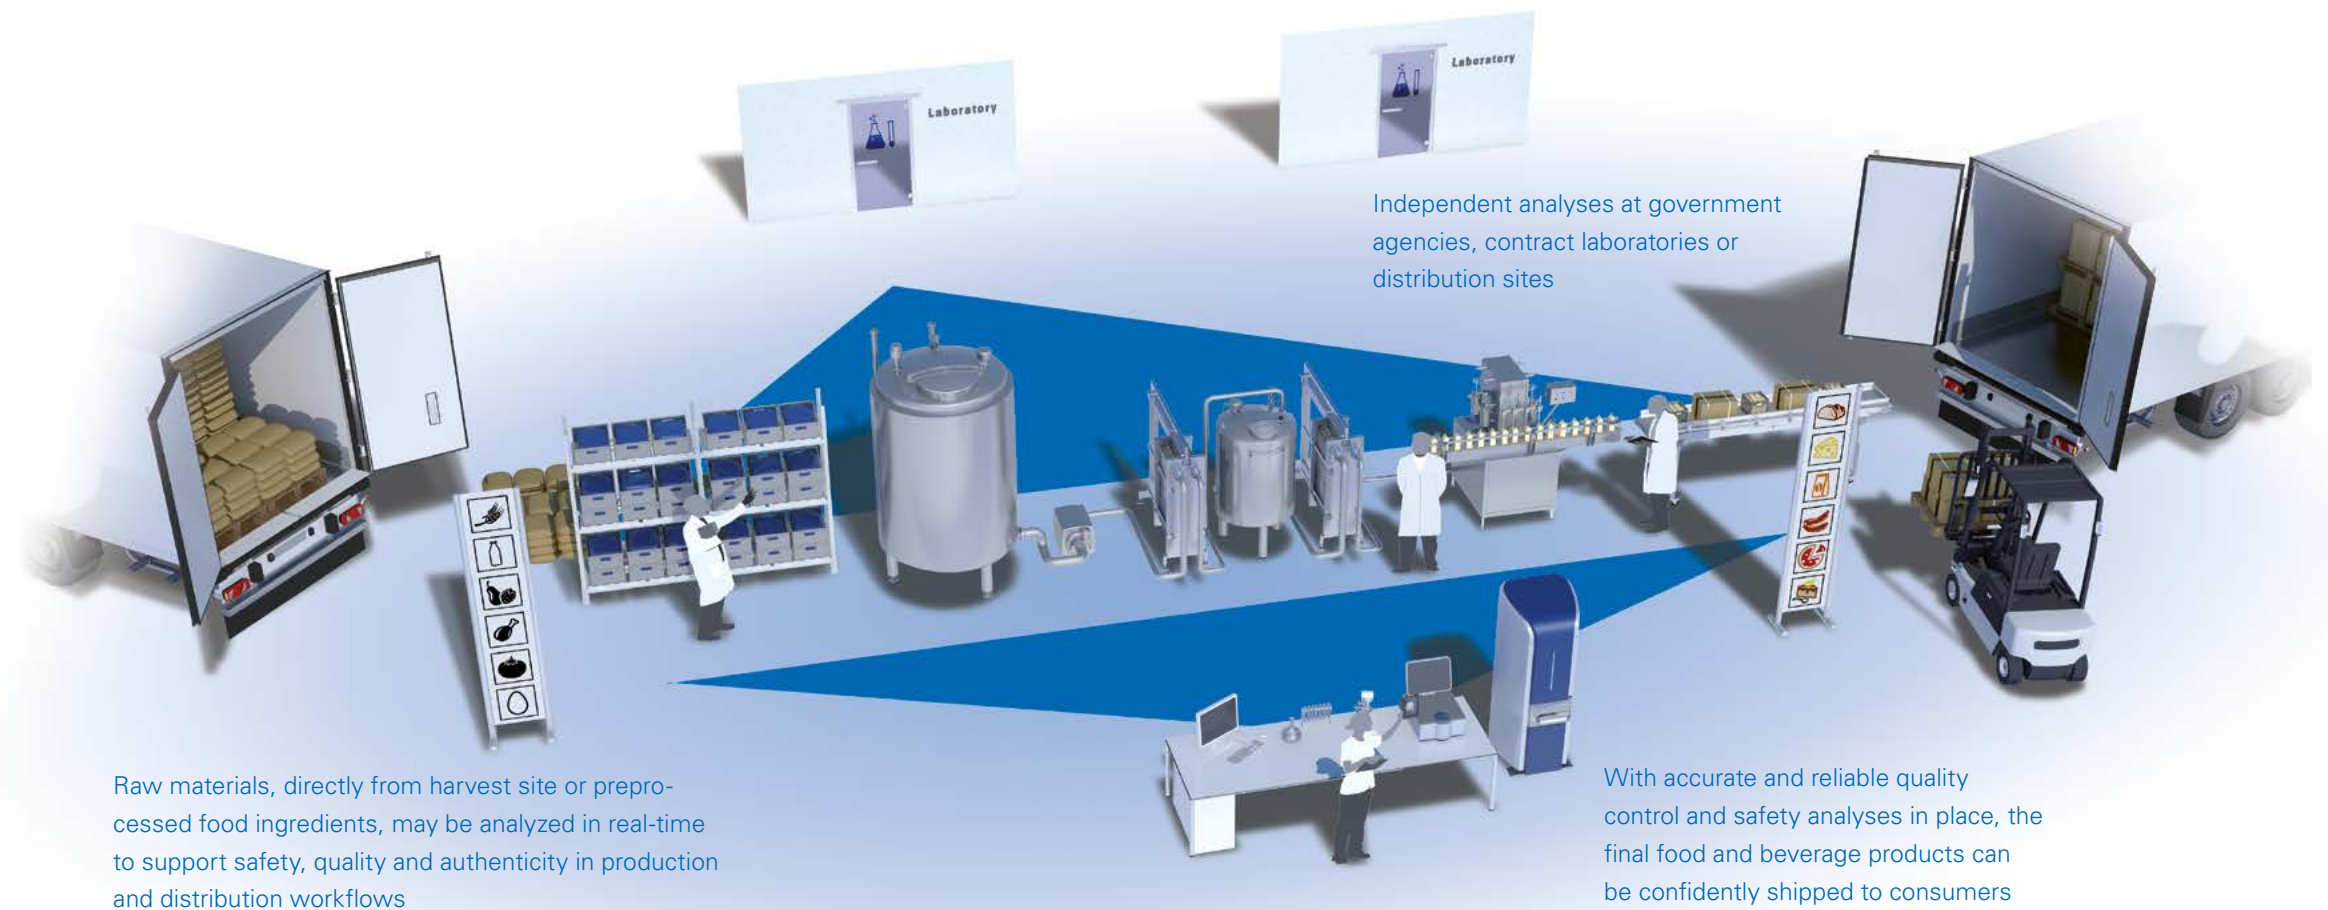 Laboratory
Laboratory
Independent analyses at government
agencies, contract laboratories or
distribution sites
Raw materials, directly from harvest site or prepro-
cessed food ingredients, may be analyzed in real-time
to support safety, quality and authenticity in production
and distribution workflows
With accurate and reliable quality
control and safety analyses in place, the
final food and beverage products can
be confidently shipped to consumers